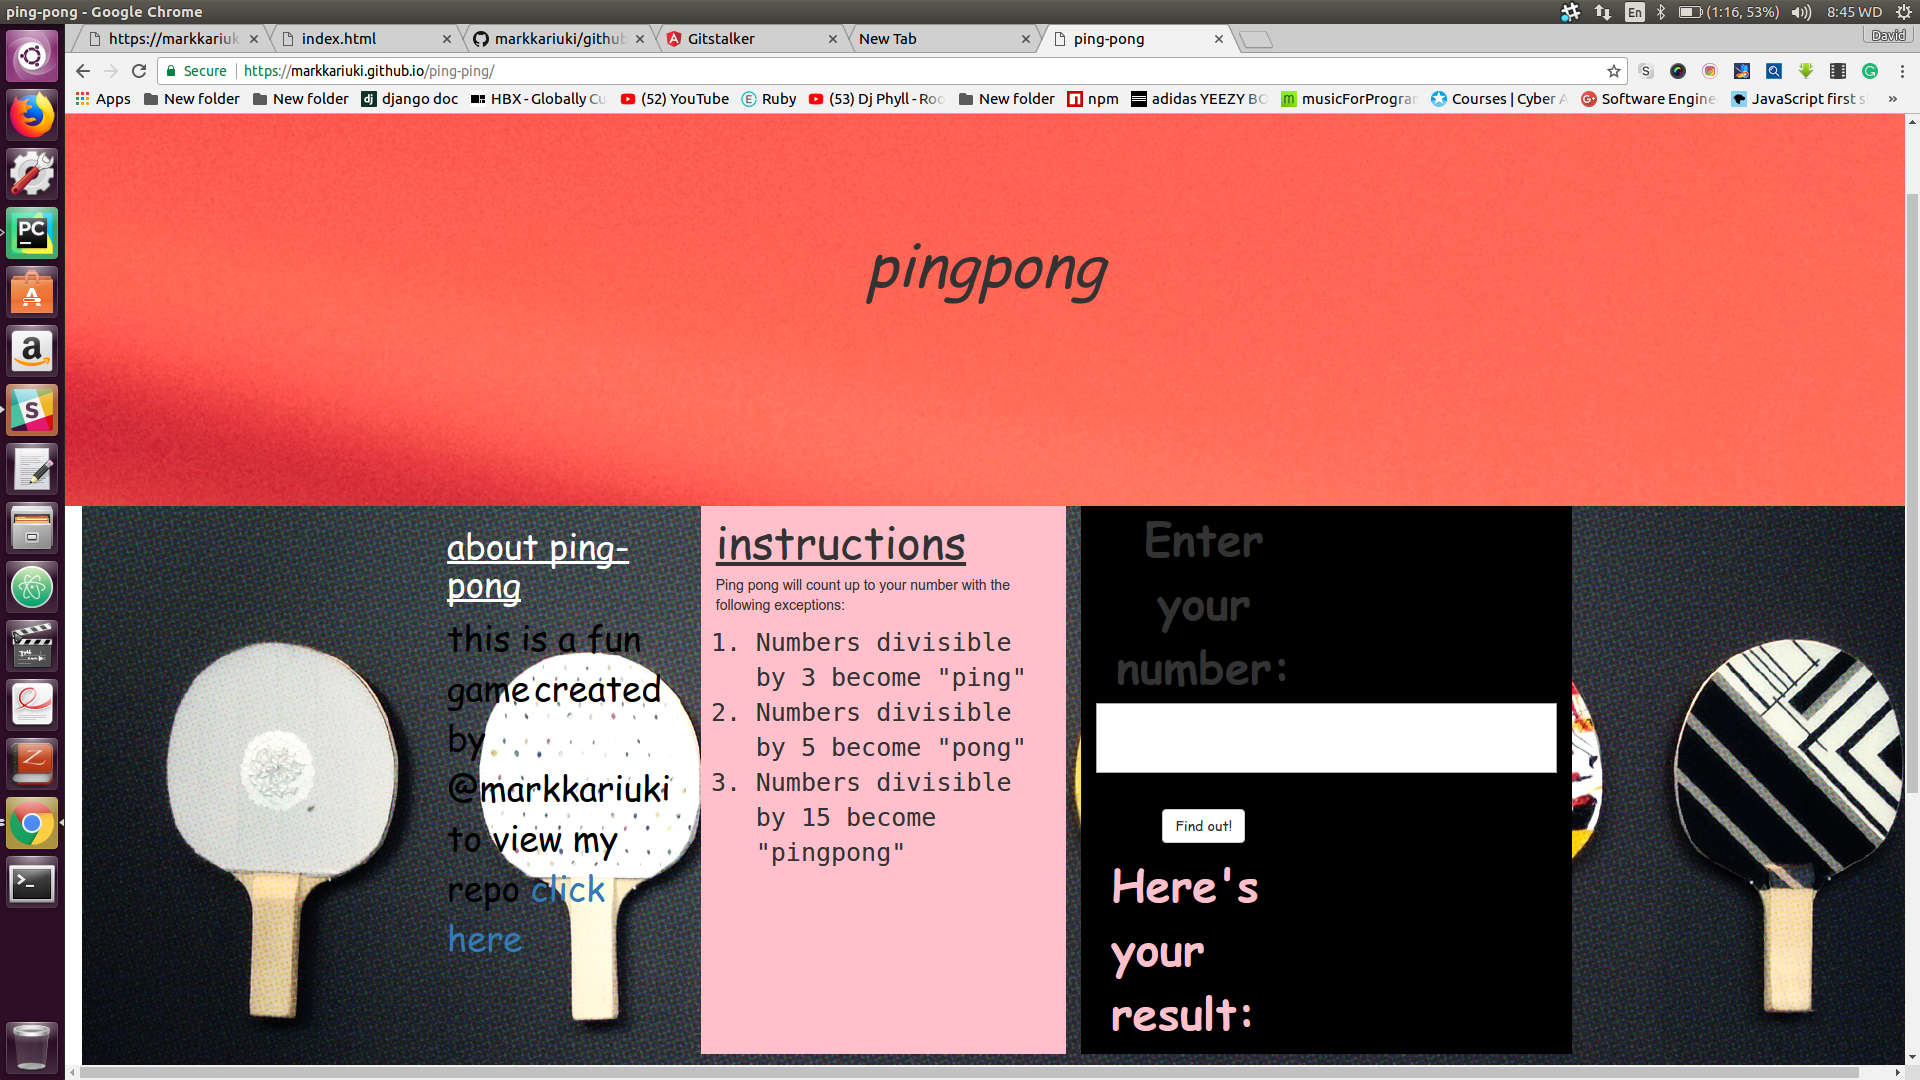 ping-pong - Google Chrome
En
(1:16, 53%)
8:45 WD
https://markkariuk
index.html
markkariuki/githu
Gitstalker
New Tab
ping-pong
David
Secure
https://markkariuki.github.io/ping-ping/
Apps
New folder
New folder
django doc
HBX - Globally Cu
(52) YouTube
Ruby
(53) Dj Phyll - Roo
New folder
npm
adidas YEEZY BO
musicForProgra
Courses | Cyber A
Software Engine
JavaScript first s
»
pingpong
about ping-
pong
this is a fun
game created
by
@markkariuki
to view my
repo click
here
instructions
Ping pong will count up to your number with the
following exceptions:
1. Numbers divisible
by 3 become "ping"
2. Numbers divisible
by 5 become "pong"
3. Numbers divisible
by 15 become
"pingpong"
Enter
your
number:
Find out!
Here's
your
result: